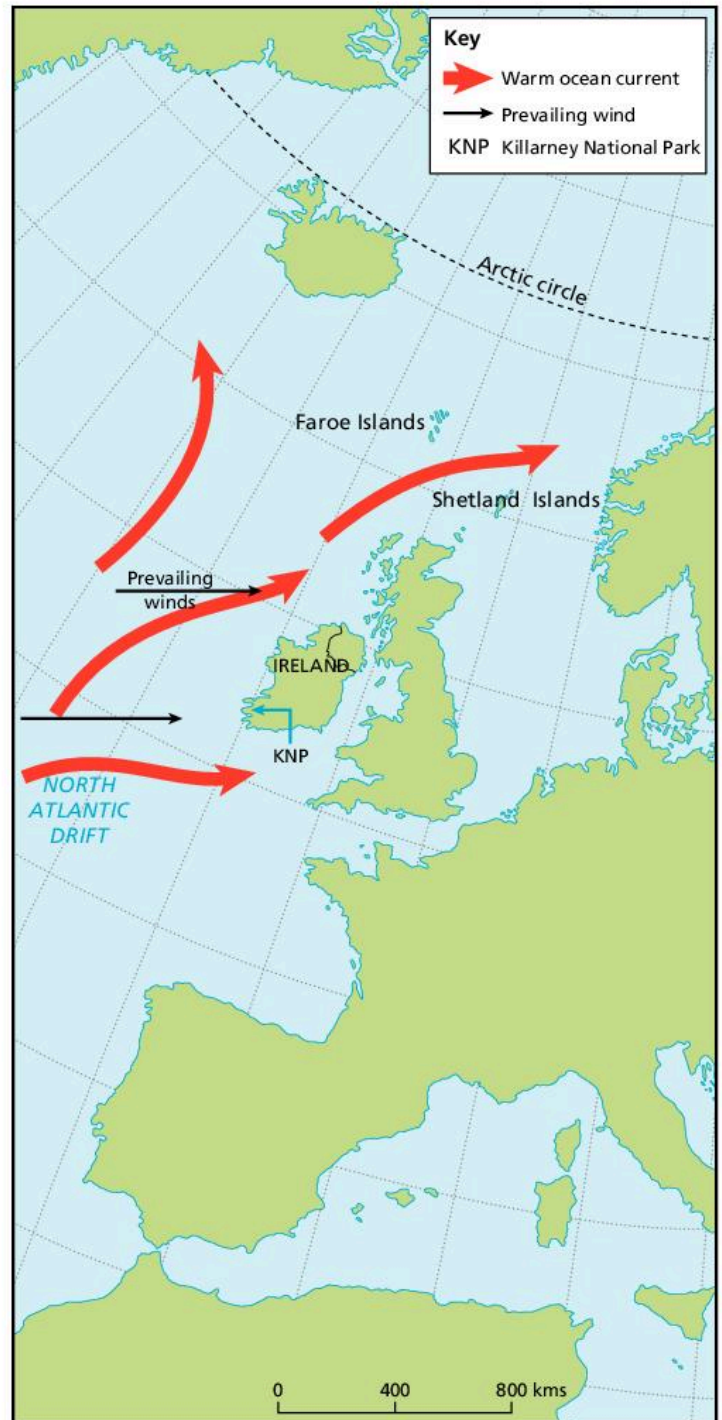 Key
Warm ocean current
Prevailing wind
KNP Killarney National Park
Arctic circle
Faroe Islands
Shetland Islands
Prevailing
winds
IRELAND
KNP
NORTH
ATLANTIC
DRIFT
0 400 800 kms